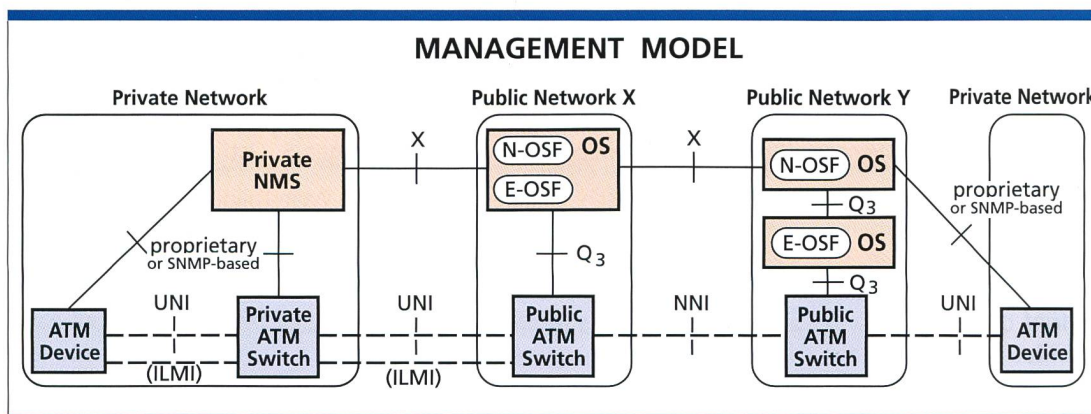 MANAGEMENT MODEL
Private Network
Public Network X
Public Network Y
Private Network
Private
NMS
X
N-OSF OS
E-OSF
X
N-OSF OS
Q3
E-OSF OS
Q3
proprietary
or SNMP-based
Q3
proprietary
or SNMP-based
ATM
Device
UNI
(ILMI)
Private
ATM
Switch
UNI
(ILMI)
Public
ATM
Switch
NNI
Public
ATM
Switch
UNI
ATM
Device